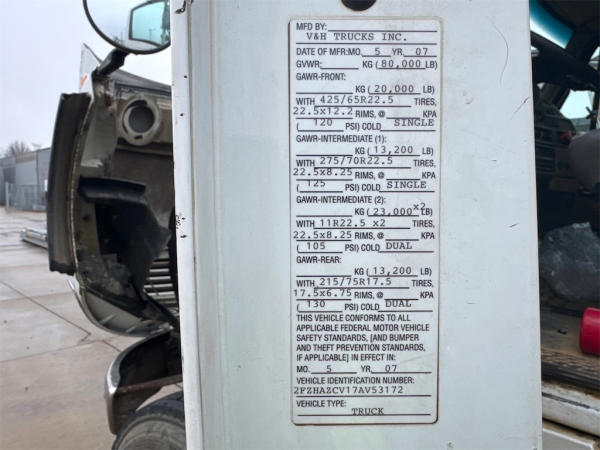 MFD BY:
V&H TRUCKS INC.
DATE OF MFR: MO. 5 YR. 07
GVWR: KG ( 80,000 LB)
GAWR-FRONT:
KG ( 20,000 LB)
WITH 425/65R22.5 TIRES,
22.5x12.2 RIMS, @ KPA
( 120 PSI) COLD SINGLE
GAWR-INTERMEDIATE (1):
KG ( 13,200 LB)
WITH 275/70R22.5 TIRES,
22.5x8.25 RIMS, @ KPA
( 125 PSI) COLD SINGLE
GAWR-INTERMEDIATE (2):
KG ( 23,000 x2 LB)
WITH 11R22.5 x2 TIRES,
22.5x8.25 RIMS, @ KPA
( 105 PSI) COLD DUAL
GAWR-REAR:
KG ( 13,200 LB)
WITH 215/75R17.5 TIRES,
17.5x6.75 RIMS, @ KPA
( 130 PSI) COLD DUAL
THIS VEHICLE CONFORMS TO ALL
APPLICABLE FEDERAL MOTOR VEHICLE
SAFETY STANDARDS, [AND BUMPER
AND THEFT PREVENTION STANDARDS,
IF APPLICABLE] IN EFFECT IN:
MO. 5 YR. 07
VEHICLE IDENTIFICATION NUMBER:
2FZHAZCV17AV53172
VEHICLE TYPE:
TRUCK